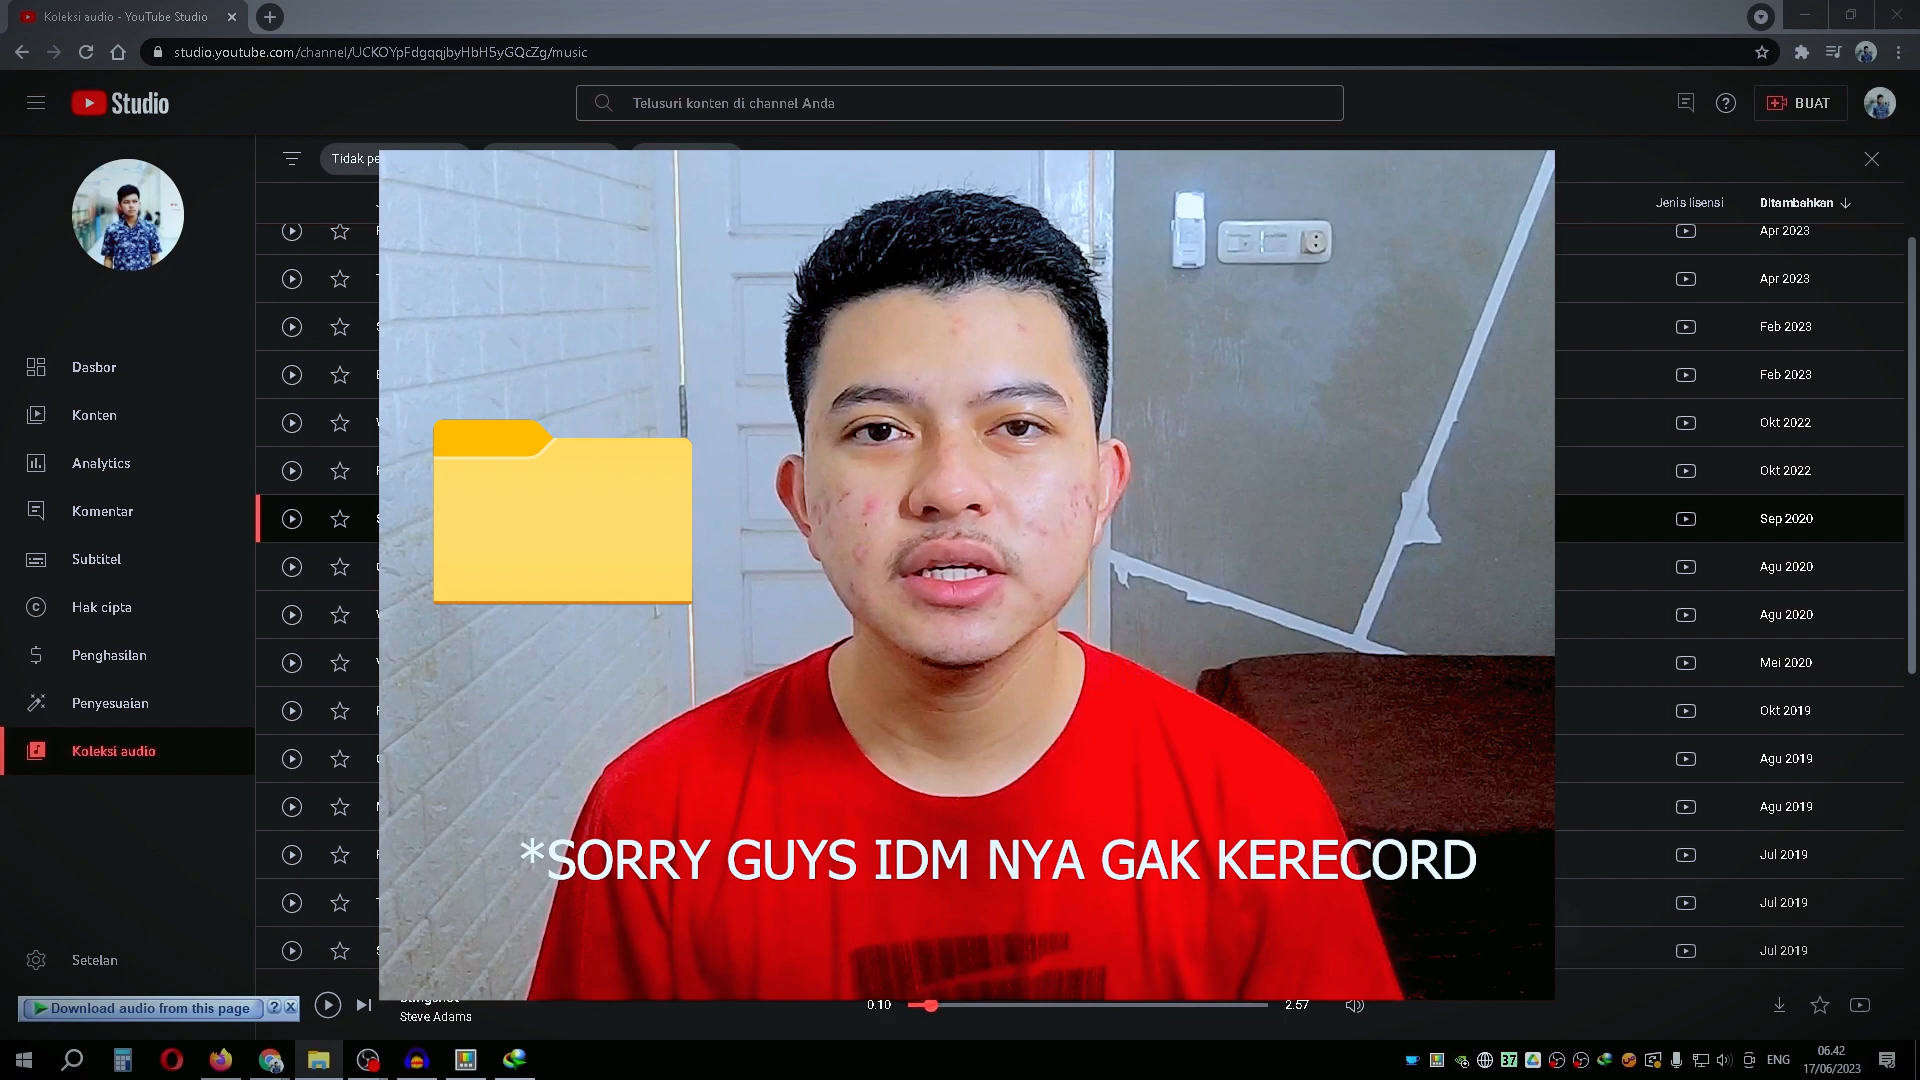 Koleksi audio - YouTube Studio
studio.youtube.com/channel/UCKOYpFdgqqjbyHbH5yGQcZg/music
Studio
Telusuri konten di channel Anda
BUAT
Tidak pe
Jenis lisensi
Ditambahkan
Apr 2023
Apr 2023
Feb 2023
Feb 2023
Okt 2022
Okt 2022
Sep 2020
Agu 2020
Agu 2020
Mei 2020
Okt 2019
Agu 2019
Agu 2019
Jul 2019
Jul 2019
Jul 2019
Dasbor
Konten
Analytics
Komentar
Subtitel
Hak cipta
Penghasilan
Penyesuaian
Koleksi audio
Setelan
*SORRY GUYS IDM NYA GAK KERECORD
Download audio from this page
Steve Adams
0:10
2:57
37
ENG
06.42
17/06/2023